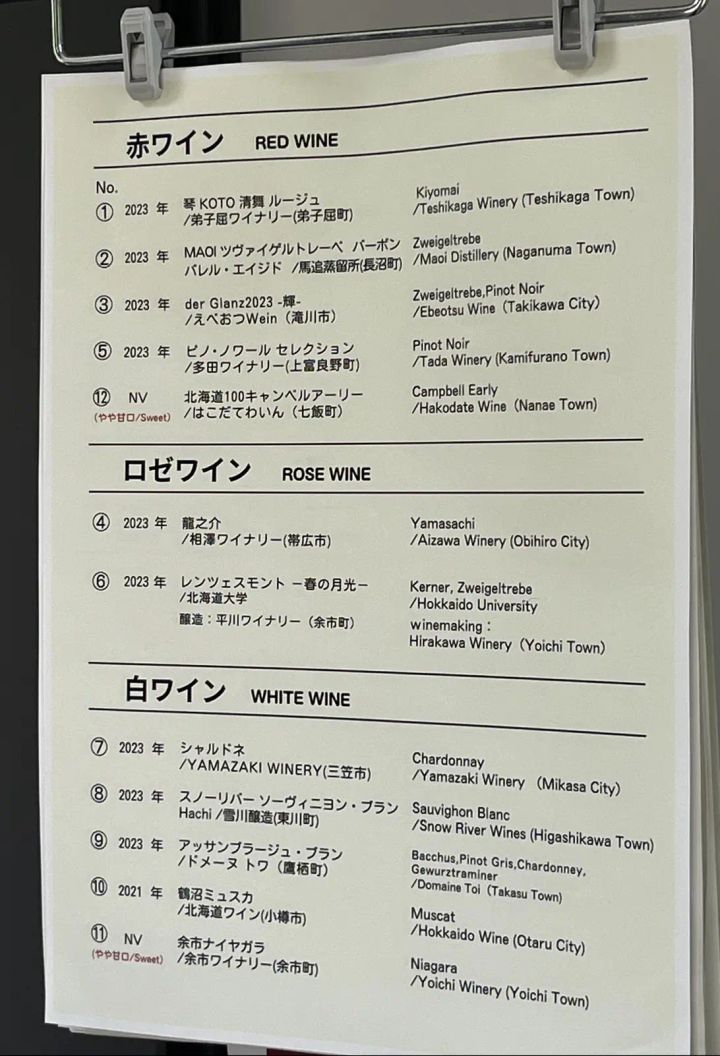 赤ワイン RED WINE
No.
① 2023 年 琴 KOTO 清舞 ルージュ Kiyomai
/弟子屈ワイナリー(弟子屈町) /Teshikaga Winery (Teshikaga Town)
② 2023 年 MAOI ツヴァイゲルトレーベ バーボン Zweigeltrebe
バレル・エイジド /馬追蒸留所(長沼町) /Maoi Distillery (Naganuma Town)
③ 2023 年 der Glanz2023 -輝- Zweigeltrebe,Pinot Noir
/えべおつWein（滝川市） /Ebeotsu Wine（Takikawa City）
⑤ 2023 年 ピノ・ノワール セレクション Pinot Noir
/多田ワイナリー(上富良野町) /Tada Winery (Kamifurano Town)
⑫ NV 北海道100キャンベルアーリー Campbell Early
(やや甘口/Sweet) /はこだてわいん（七飯町） /Hakodate Wine（Nanae Town)
ロゼワイン ROSE WINE
④ 2023 年 龍之介 Yamasachi
/相澤ワイナリー(帯広市) /Aizawa Winery (Obihiro City)
⑥ 2023 年 レンツェスモント －春の月光－ Kerner, Zweigeltrebe
/北海道大学 /Hokkaido University
醸造：平川ワイナリー（余市町） winemaking：
Hirakawa Winery（Yoichi Town）
白ワイン WHITE WINE
⑦ 2023 年 シャルドネ Chardonnay
/YAMAZAKI WINERY(三笠市) /Yamazaki Winery （Mikasa City）
⑧ 2023 年 スノーリバー ソーヴィニヨン・ブラン Sauvighon Blanc
Hachi /雪川醸造(東川町) /Snow River Wines (Higashikawa Town)
⑨ 2023 年 アッサンブラージュ・ブラン Bacchus,Pinot Gris,Chardonney,
Gewurztraminer
/ドメーヌ トワ（鷹栖町） /Domaine Toi（Takasu Town）
⑩ 2021 年 鶴沼ミュスカ Muscat
/北海道ワイン(小樽市) /Hokkaido Wine (Otaru City)
⑪ NV 余市ナイヤガラ Niagara
(やや甘口/Sweet) /余市ワイナリー(余市町) /Yoichi Winery (Yoichi Town)